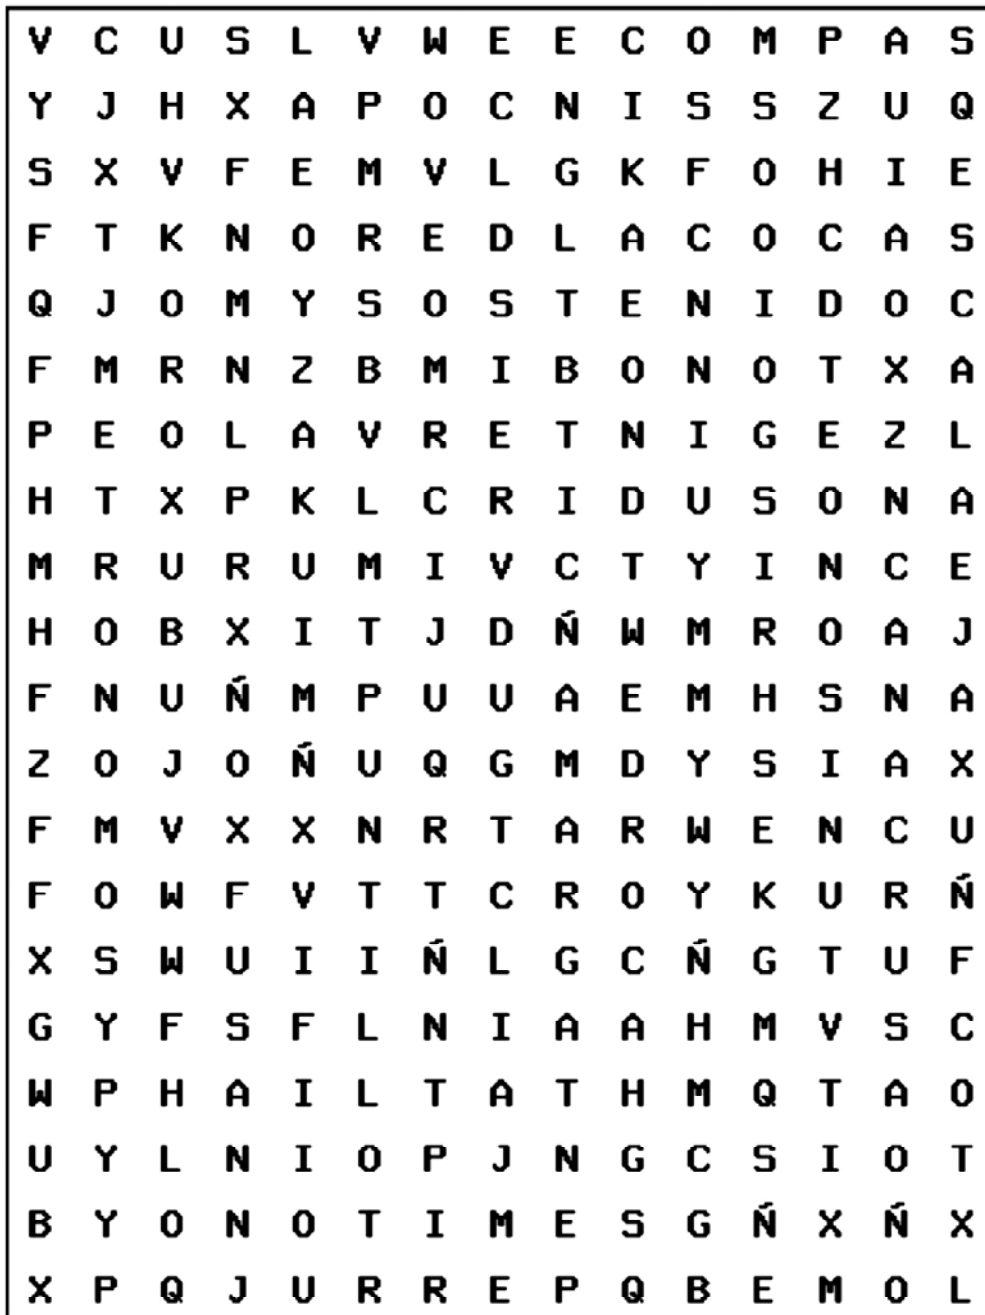 V C U S L V W E E C O M P A S
Y J H X A P O C N I S S Z U Q
S X V F E M V L G K F O H I E
F T K N O R E D L A C O C A S
Q J O M Y S O S T E N I D O C
F M R N Z B M I B O N O T X A
P E O L A V R E T N I G E Z L
H T X P K L C R I D U S O N A
M R U R U M I V C T Y I N C E
H O B X I T J D Ñ W M R O A J
F N U Ñ M P U U A E M H S N A
Z O J O Ñ U Q G M D Y S I A X
F M V X X N R T A R W E N C U
F O W F V T T C R O Y K U R Ñ
X S W U I I Ñ L G C Ñ G T U F
G Y F S F L N I A A H M V S C
W P H A I L T A T H M Q T A O
U Y L N I O P J N G C S I O T
B Y O N O T I M E S G Ñ X Ñ X
X P Q J U R R E P Q B E M O L